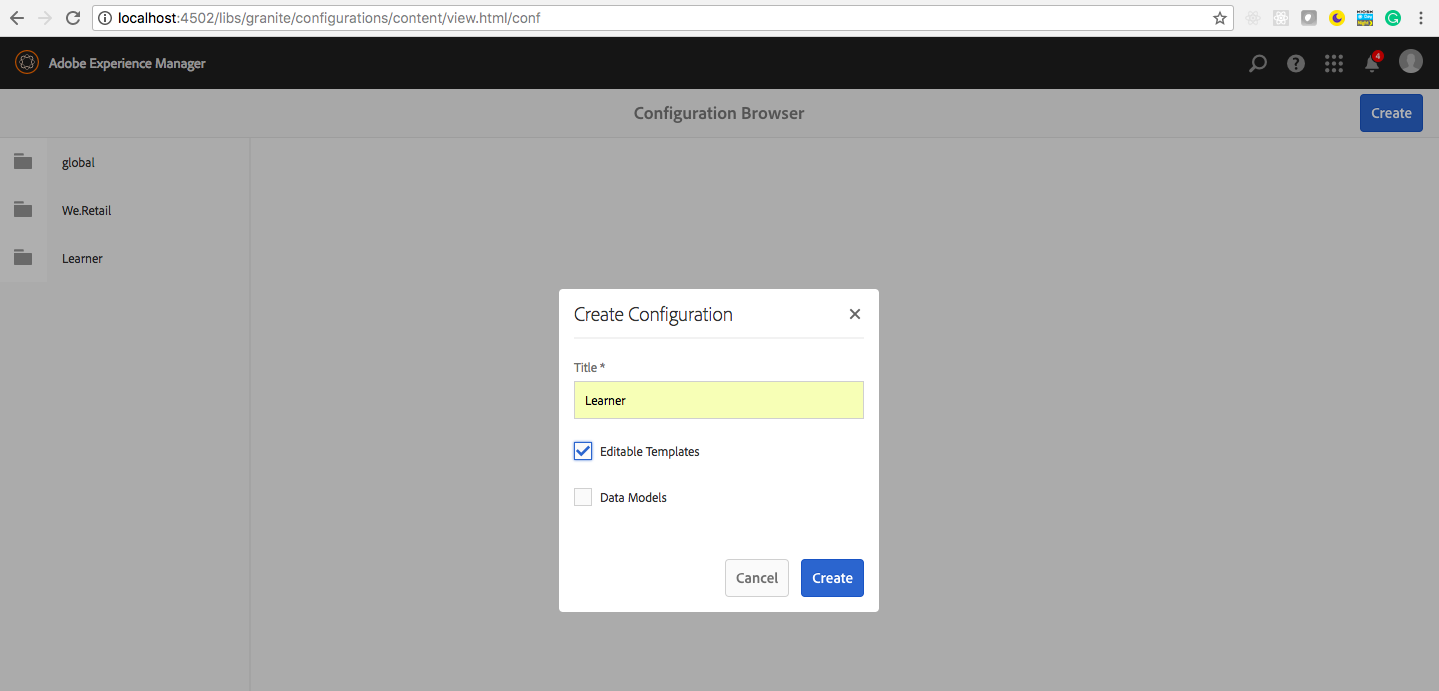 localhost:4502/libs/granite/configurations/content/view.html/conf
Adobe Experience Manager
4
Configuration Browser
Create
global
We.Retail
Learner
Create Configuration
Title *
Learner
Editable Templates
Data Models
Cancel
Create